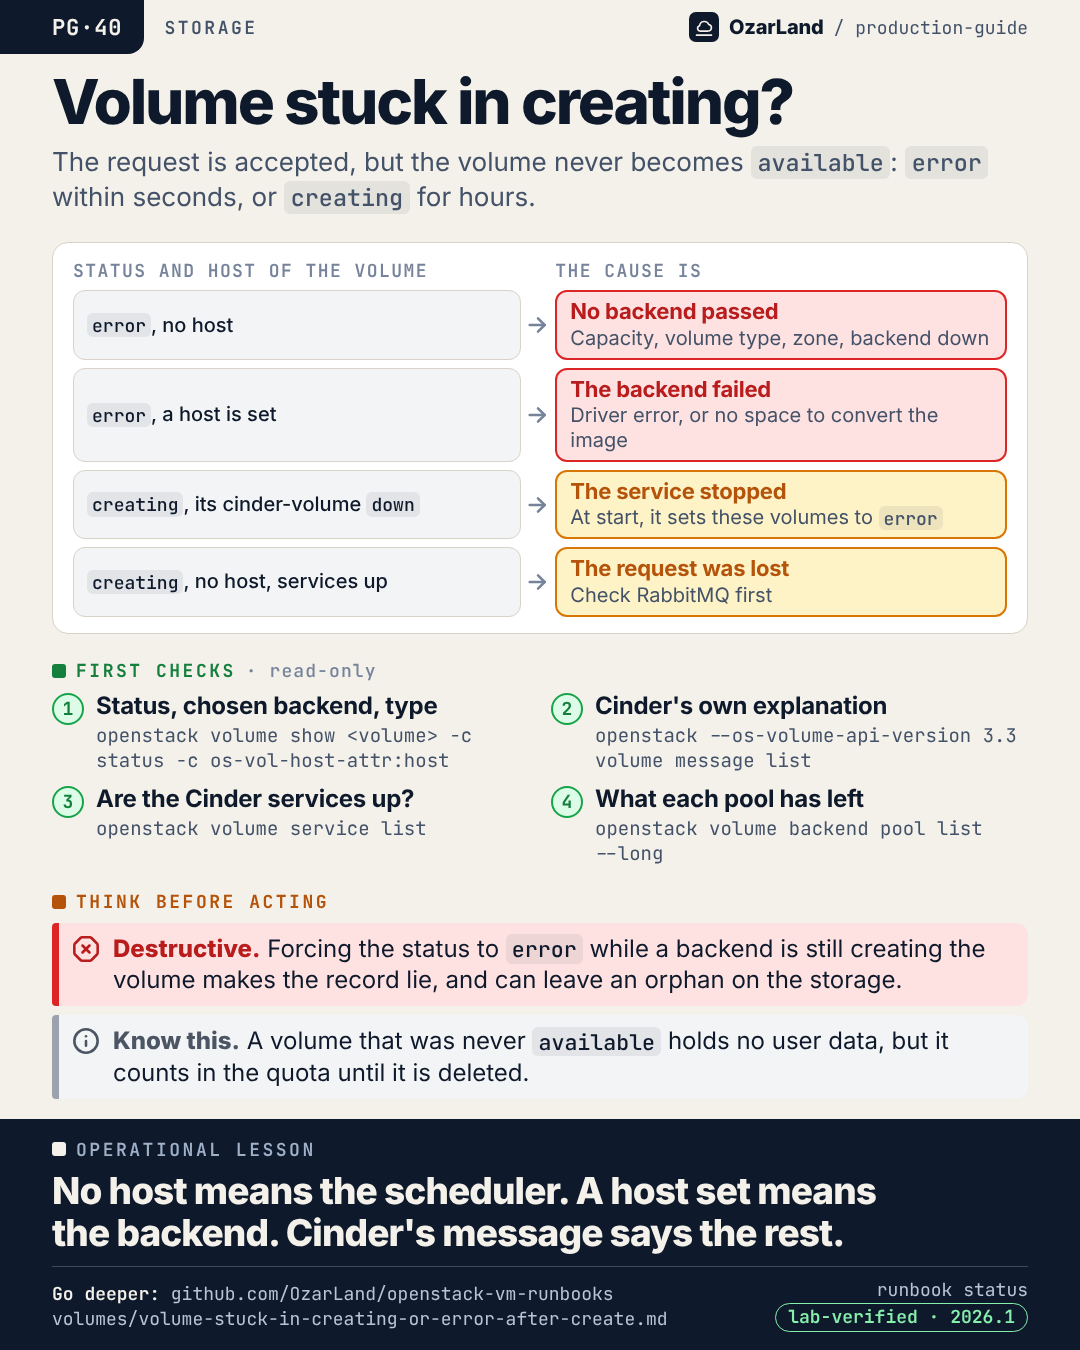 PG·40
STORAGE
OzarLand / production-guide
Volume stuck in creating?
The request is accepted, but the volume never becomes available: error
within seconds, or creating for hours.
STATUS AND HOST OF THE VOLUME
THE CAUSE IS
error, no host
→
No backend passed
Capacity, volume type, zone, backend down
error, a host is set
→
The backend failed
Driver error, or no space to convert the
image
creating, its cinder-volume down
→
The service stopped
At start, it sets these volumes to error
creating, no host, services up
→
The request was lost
Check RabbitMQ first
FIRST CHECKS · read-only
1 Status, chosen backend, type
openstack volume show <volume> -c
status -c os-vol-host-attr:host
2 Cinder's own explanation
openstack --os-volume-api-version 3.3
volume message list
3 Are the Cinder services up?
openstack volume service list
4 What each pool has left
openstack volume backend pool list
--long
THINK BEFORE ACTING
Destructive. Forcing the status to error while a backend is still creating the
volume makes the record lie, and can leave an orphan on the storage.
Know this. A volume that was never available holds no user data, but it
counts in the quota until it is deleted.
OPERATIONAL LESSON
No host means the scheduler. A host set means
the backend. Cinder's message says the rest.
Go deeper: github.com/OzarLand/openstack-vm-runbooks
volumes/volume-stuck-in-creating-or-error-after-create.md
runbook status
lab-verified · 2026.1